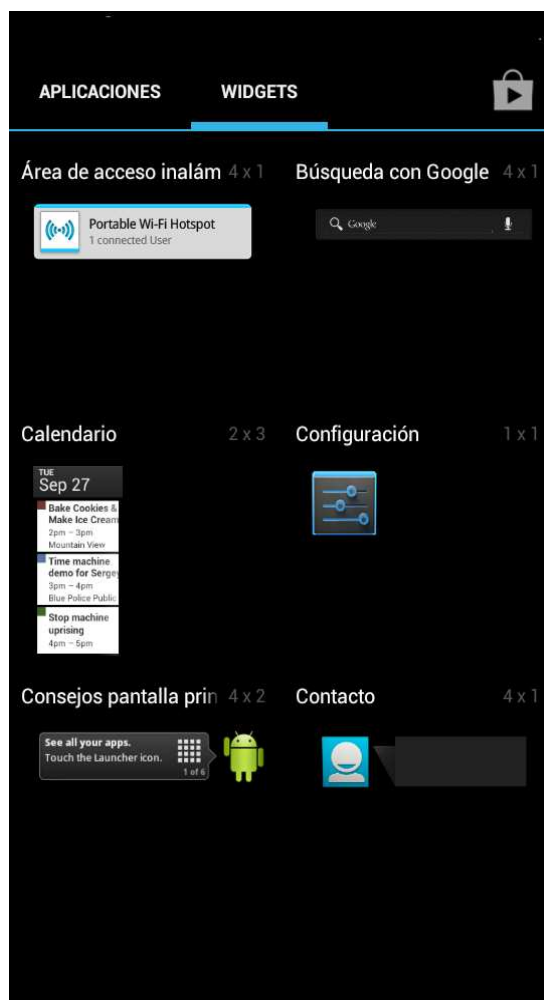 APLICACIONES WIDGETS
Área de acceso inalám 4 x 1 Búsqueda con Google 4 x 1
Portable Wi-Fi Hotspot
1 connected User
Google
Calendario 2 x 3 Configuración 1 x 1
TUE
Sep 27
Bake Cookies &
Make Ice Cream
2pm – 3pm
Mountain View
Time machine
demo for Sergey
3pm – 4pm
Blue Police Public
Stop machine
uprising
4pm – 5pm
Consejos pantalla prin 4 x 2 Contacto 4 x 1
See all your apps.
Touch the Launcher icon.
1 of 6